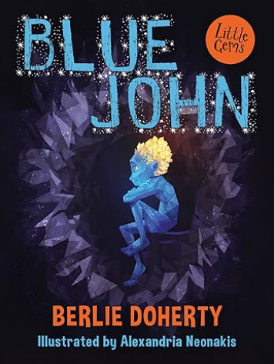 BLUE
JOHN
Little
Gems
BERLIE DOHERTY
Illustrated by Alexandria Neonakis